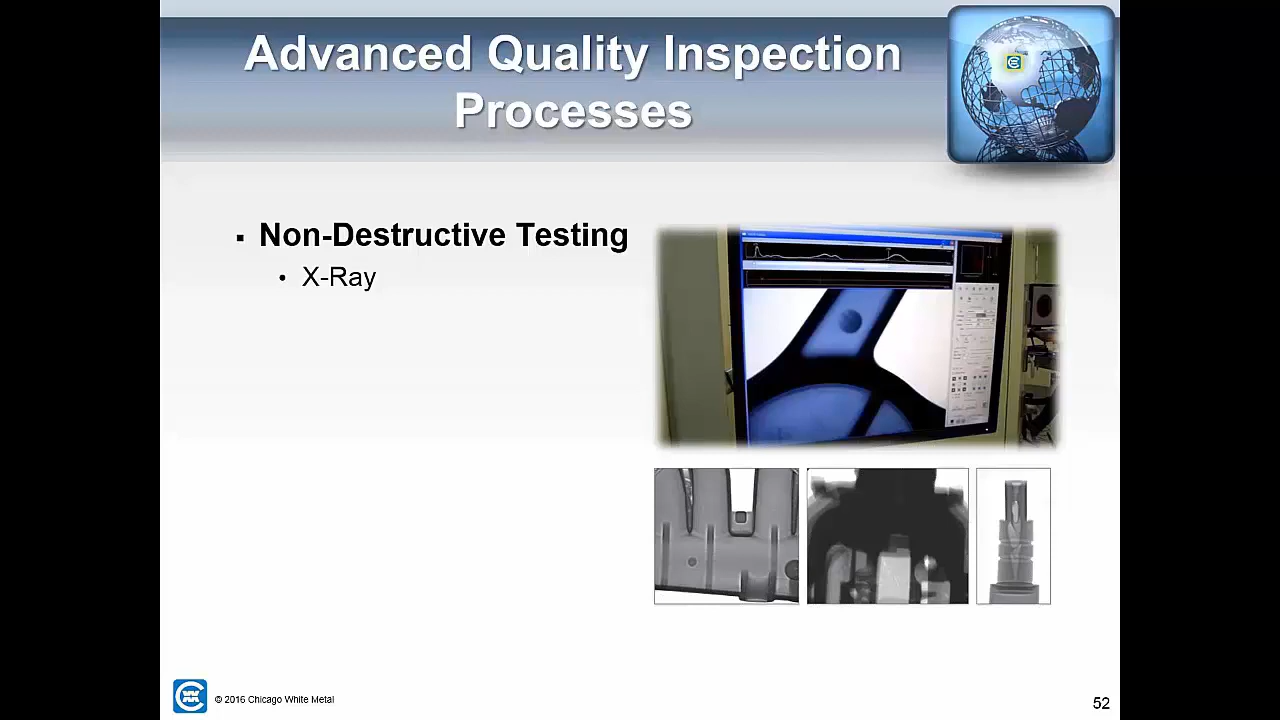 Advanced Quality Inspection
Processes
▪ Non-Destructive Testing
• X-Ray
© 2016 Chicago White Metal
52